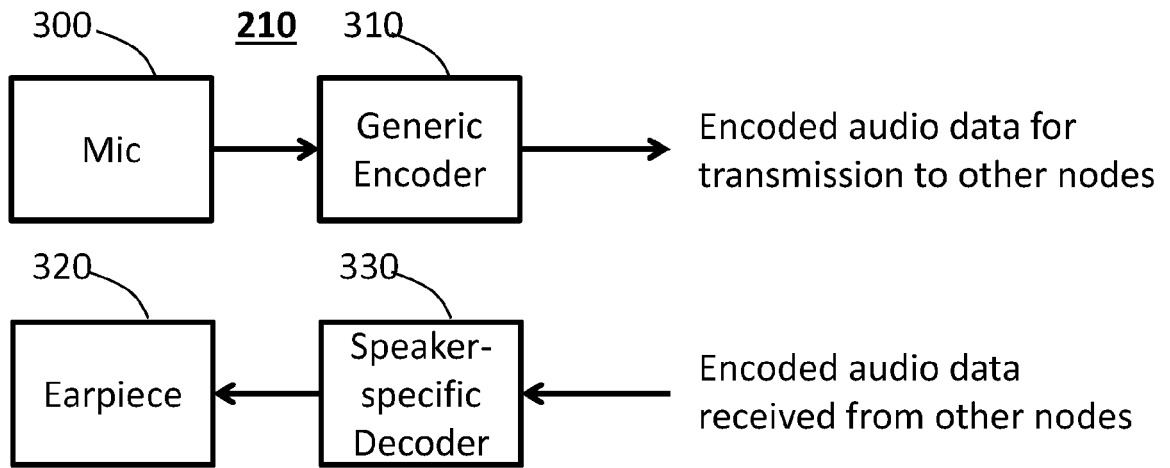 300
210
310
Mic
Generic
Encoder
Encoded audio data for
transmission to other nodes
320
330
Earpiece
Speaker-
specific
Decoder
Encoded audio data
received from other nodes